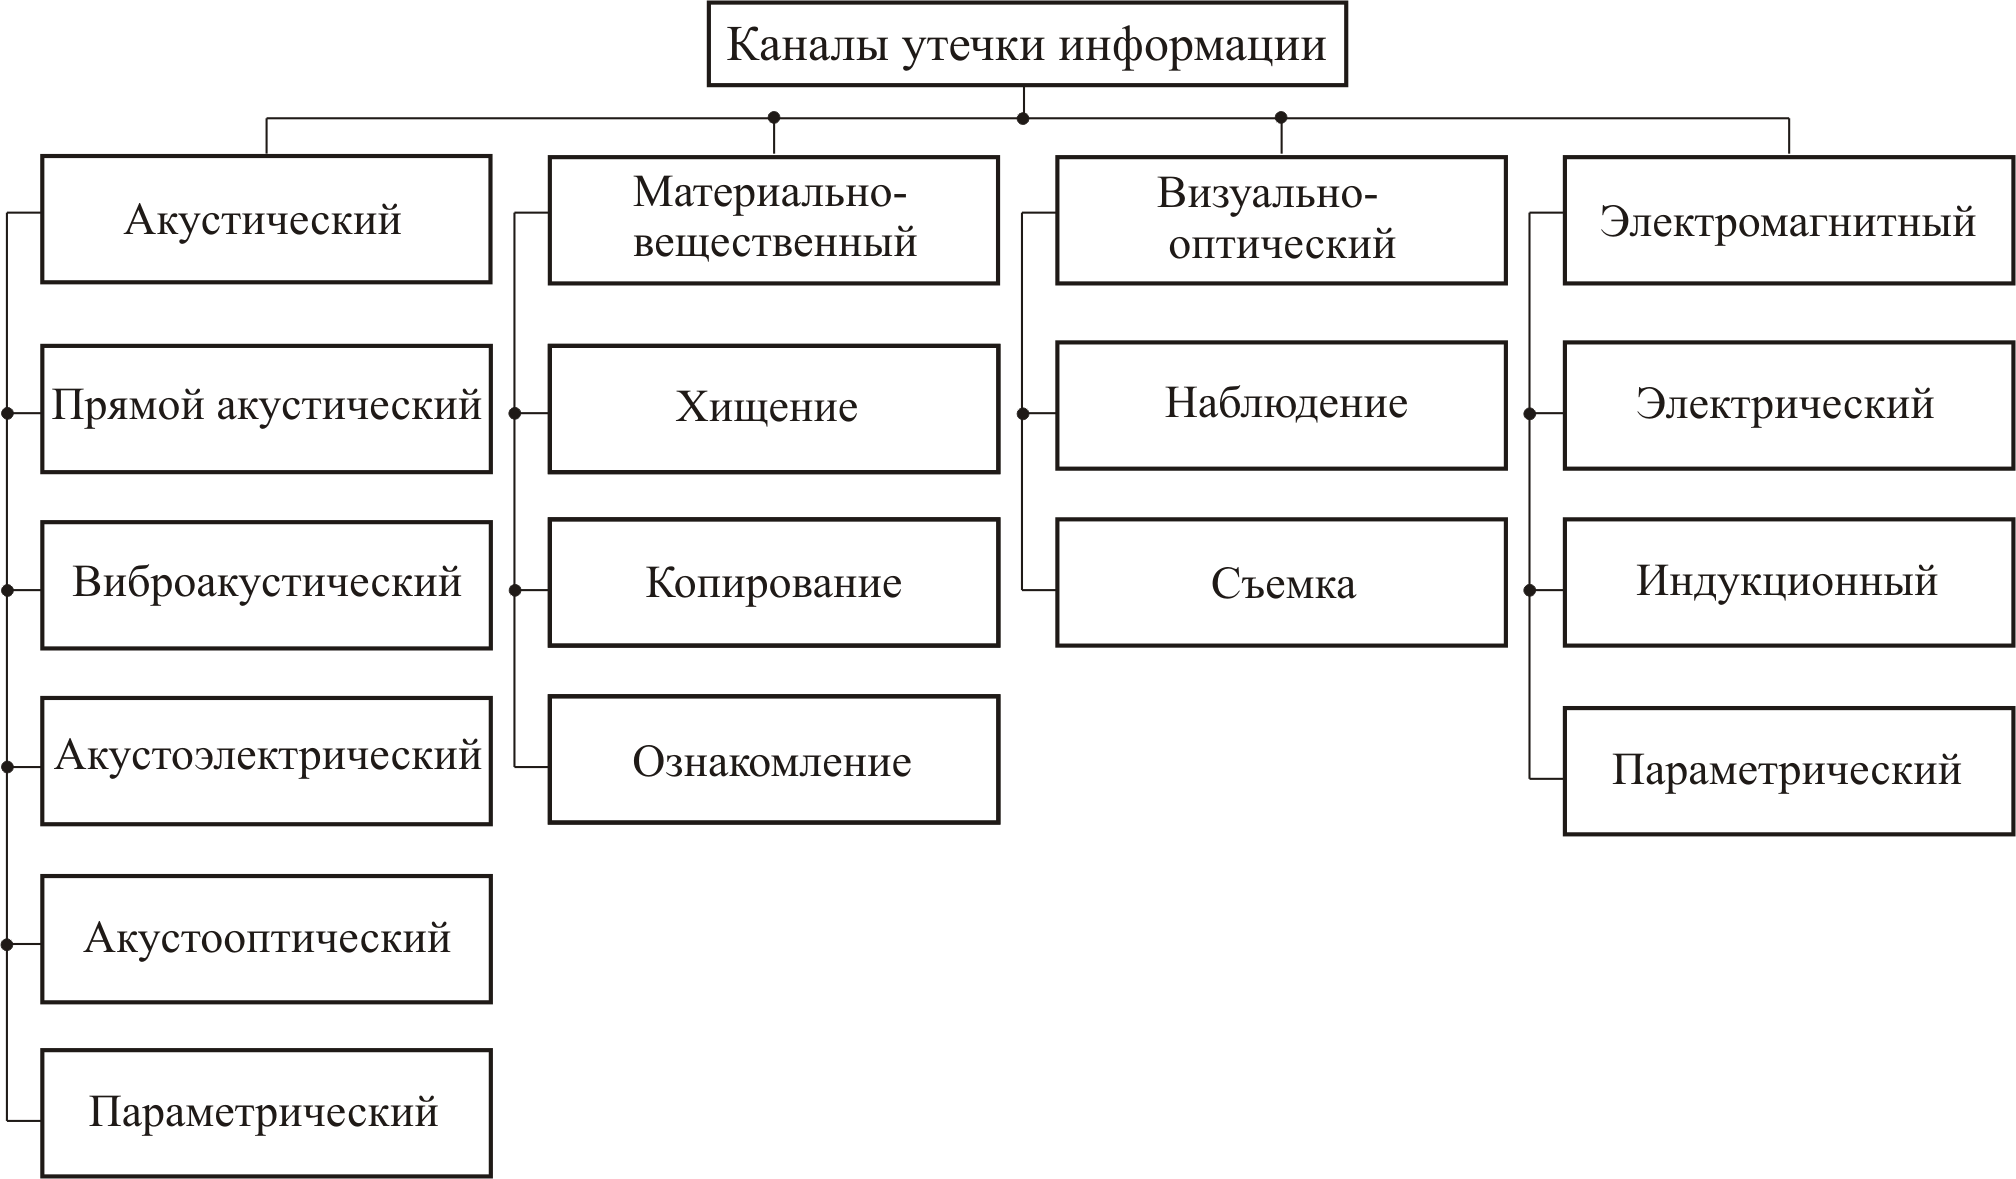 Каналы утечки информации
Акустический
Материально-
вещественный
Визуально-
оптический
Электромагнитный
Прямой акустический
Хищение
Наблюдение
Электрический
Виброакустический
Копирование
Съемка
Индукционный
Акустоэлектрический
Ознакомление
Параметрический
Акустооптический
Параметрический